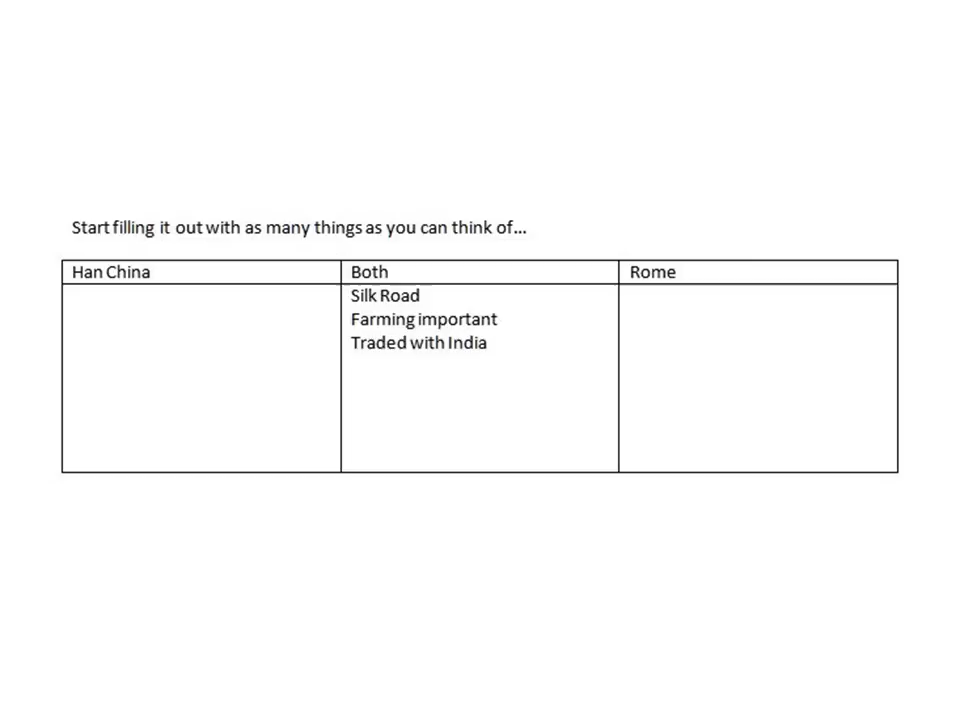 Start filling it out with as many things as you can think of...
Han China
Both
Rome
Silk Road
Farming important
Traded with India